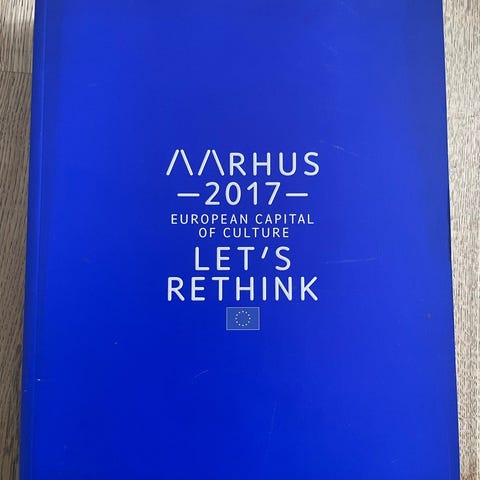 AARHUS
—2017—
EUROPEAN CAPITAL
OF CULTURE
LET'S
RETHINK